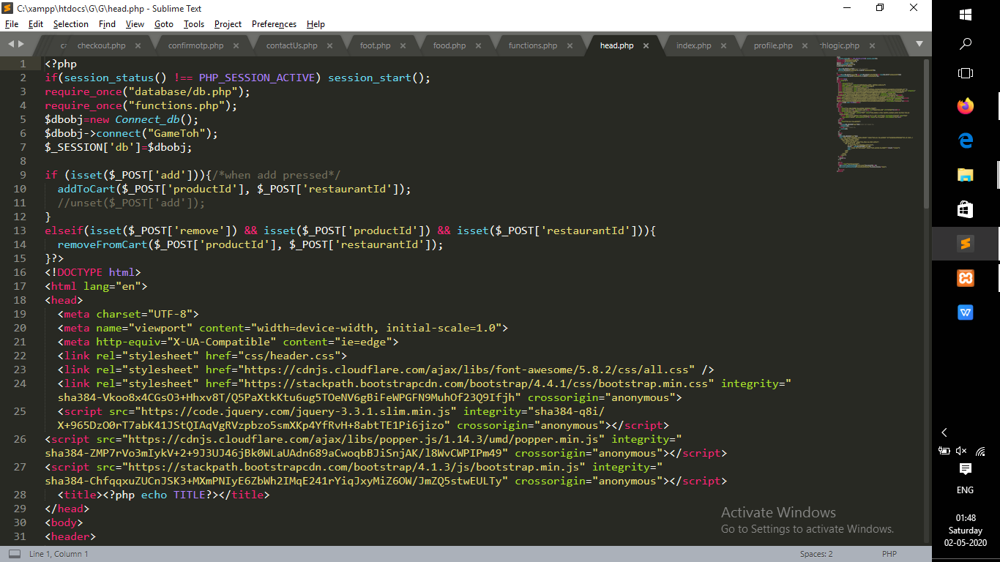 C:\xampp\htdocs\G\G\head.php - Sublime Text
File Edit Selection Find View Goto Tools Project Preferences Help
checkout.php confirmotp.php contactUs.php foot.php food.php functions.php head.php index.php profile.php hlogic.php
1 <?php
2 if(session_status() !== PHP_SESSION_ACTIVE) session_start();
3 require_once("database/db.php");
4 require_once("functions.php");
5 $dbobj=new Connect_db();
6 $dbobj->connect("GameToh");
7 $_SESSION['db']=$dbobj;
8
9 if (isset($_POST['add'])){/*when add pressed*/
10 addToCart($_POST['productId'], $_POST['restaurantId']);
11 //unset($_POST['add']);
12 }
13 elseif(isset($_POST['remove']) && isset($_POST['productId']) && isset($_POST['restaurantId'])){
14 removeFromCart($_POST['productId'], $_POST['restaurantId']);
15 }?>
16 <!DOCTYPE html>
17 <html lang="en">
18 <head>
19 <meta charset="UTF-8">
20 <meta name="viewport" content="width=device-width, initial-scale=1.0">
21 <meta http-equiv="X-UA-Compatible" content="ie=edge">
22 <link rel="stylesheet" href="css/header.css">
23 <link rel="stylesheet" href="https://cdnjs.cloudflare.com/ajax/libs/font-awesome/5.8.2/css/all.css" />
24 <link rel="stylesheet" href="https://stackpath.bootstrapcdn.com/bootstrap/4.4.1/css/bootstrap.min.css" integrity="
sha384-Vkoo8x4CGsO3+Hhxv8T/Q5PaXtkKtu6ug5TOeNV6gBiFeWPGFN9MuhOf23Q9Ifjh" crossorigin="anonymous">
25 <script src="https://code.jquery.com/jquery-3.3.1.slim.min.js" integrity="sha384-q8i/
X+965DzO0rT7abK41JStQIAqVgRVzpbzo5smXKp4YfRvH+8abtTE1Pi6jizo" crossorigin="anonymous"></script>
26 <script src="https://cdnjs.cloudflare.com/ajax/libs/popper.js/1.14.3/umd/popper.min.js" integrity="
sha384-ZMP7rVo3mIykV+2+9J3UJ46jBk0WLaUAdn689aCwoqbBJiSnjAK/l8WvCWPIPm49" crossorigin="anonymous"></script>
27 <script src="https://stackpath.bootstrapcdn.com/bootstrap/4.1.3/js/bootstrap.min.js" integrity="
sha384-ChfqqxuZUCnJSK3+MXmPNIyE6ZbWh2IMqE241rYiqJxyMiZ6OW/JmZQ5stwEULTy" crossorigin="anonymous"></script>
28 <title><?php echo TITLE?></title>
29 </head>
30 <body>
31 <header>
Activate Windows
Go to Settings to activate Windows.
Line 1, Column 1 Spaces: 2 PHP
ENG
01:48
Saturday
02-05-2020